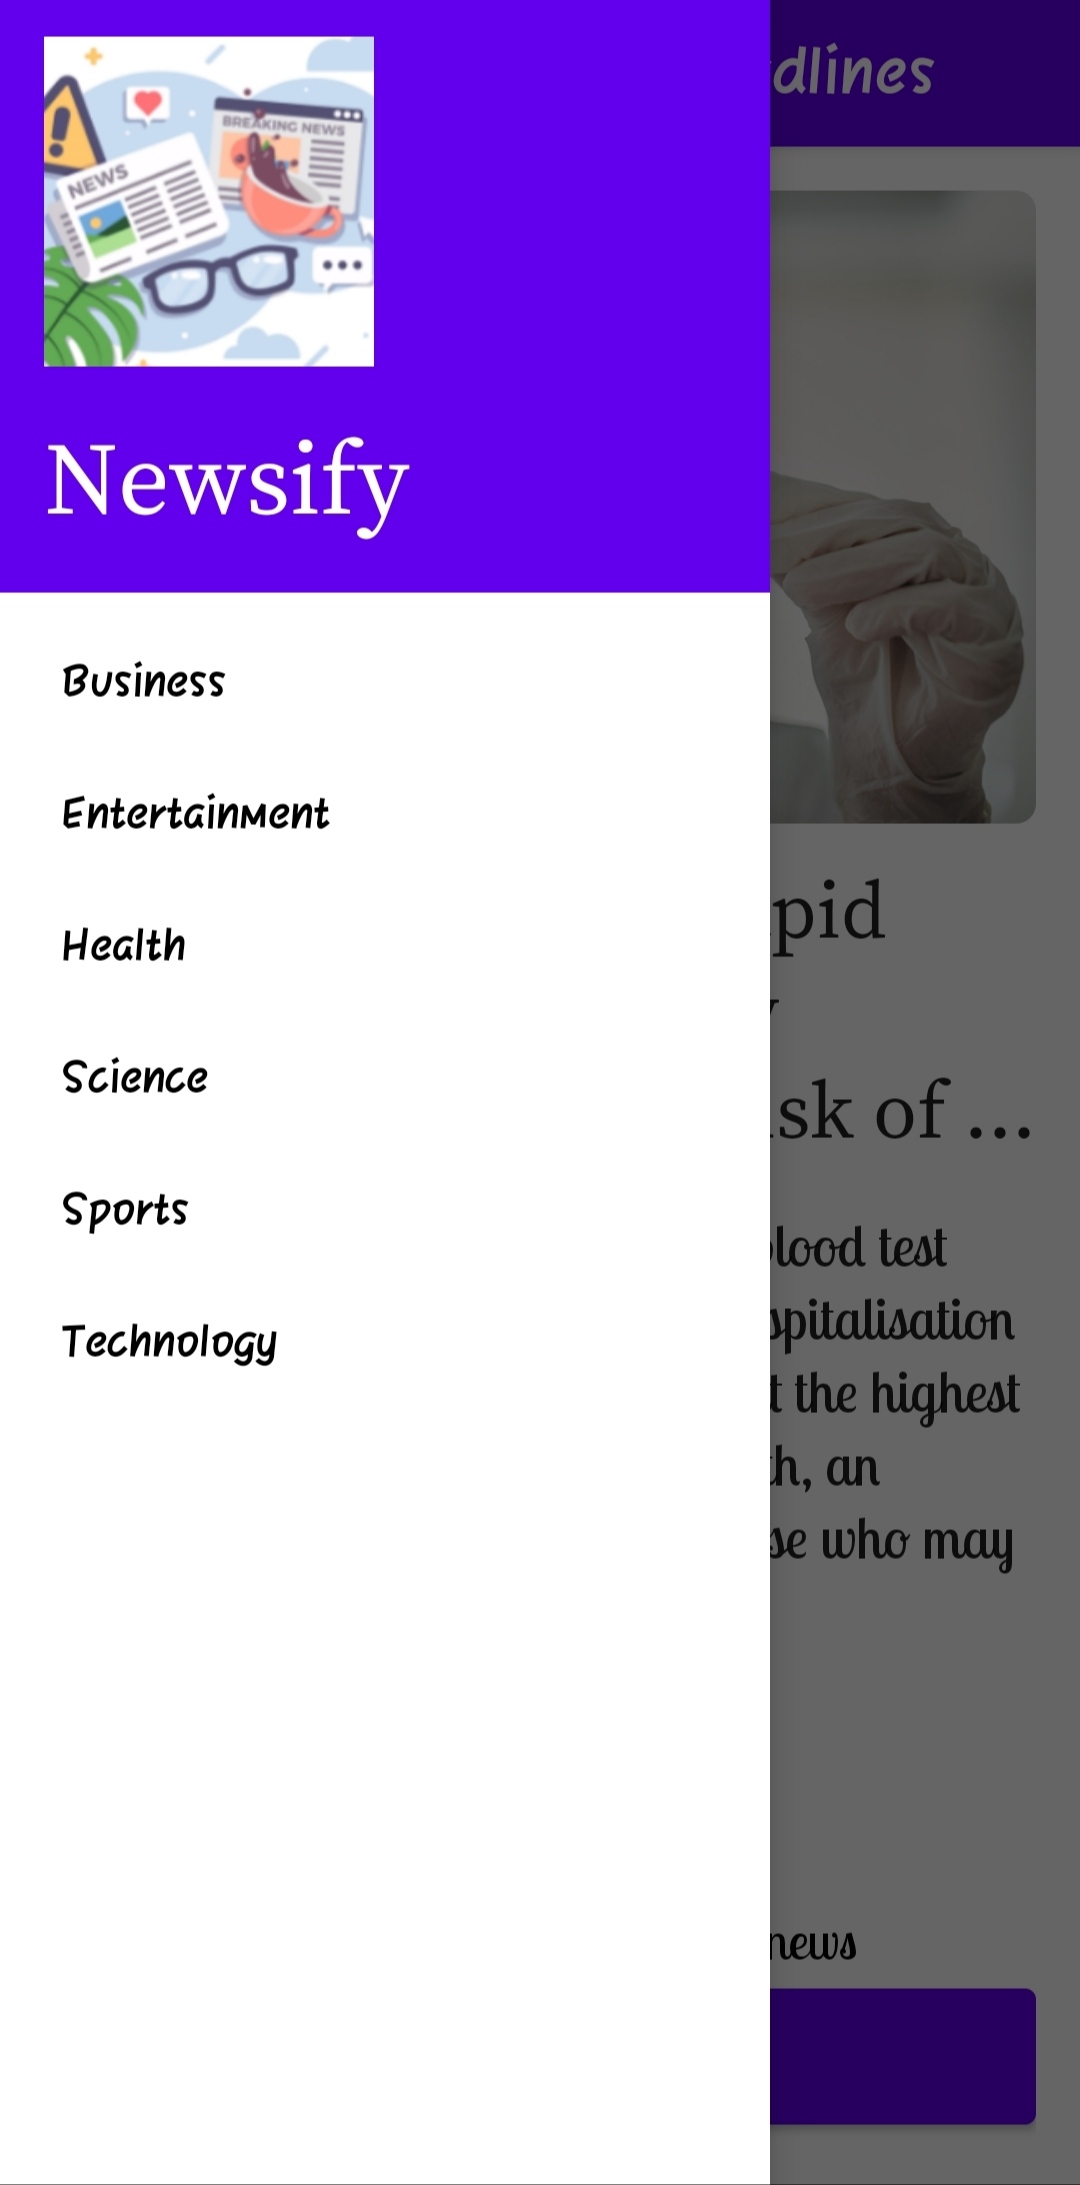 dlines
BREAKING NEWS
NEWS
Newsify
Business
Entertainment
Health
Science
Sports
Technology
pid
sk of ...
lood test
spitalisation
t the highest
th, an
se who may
news